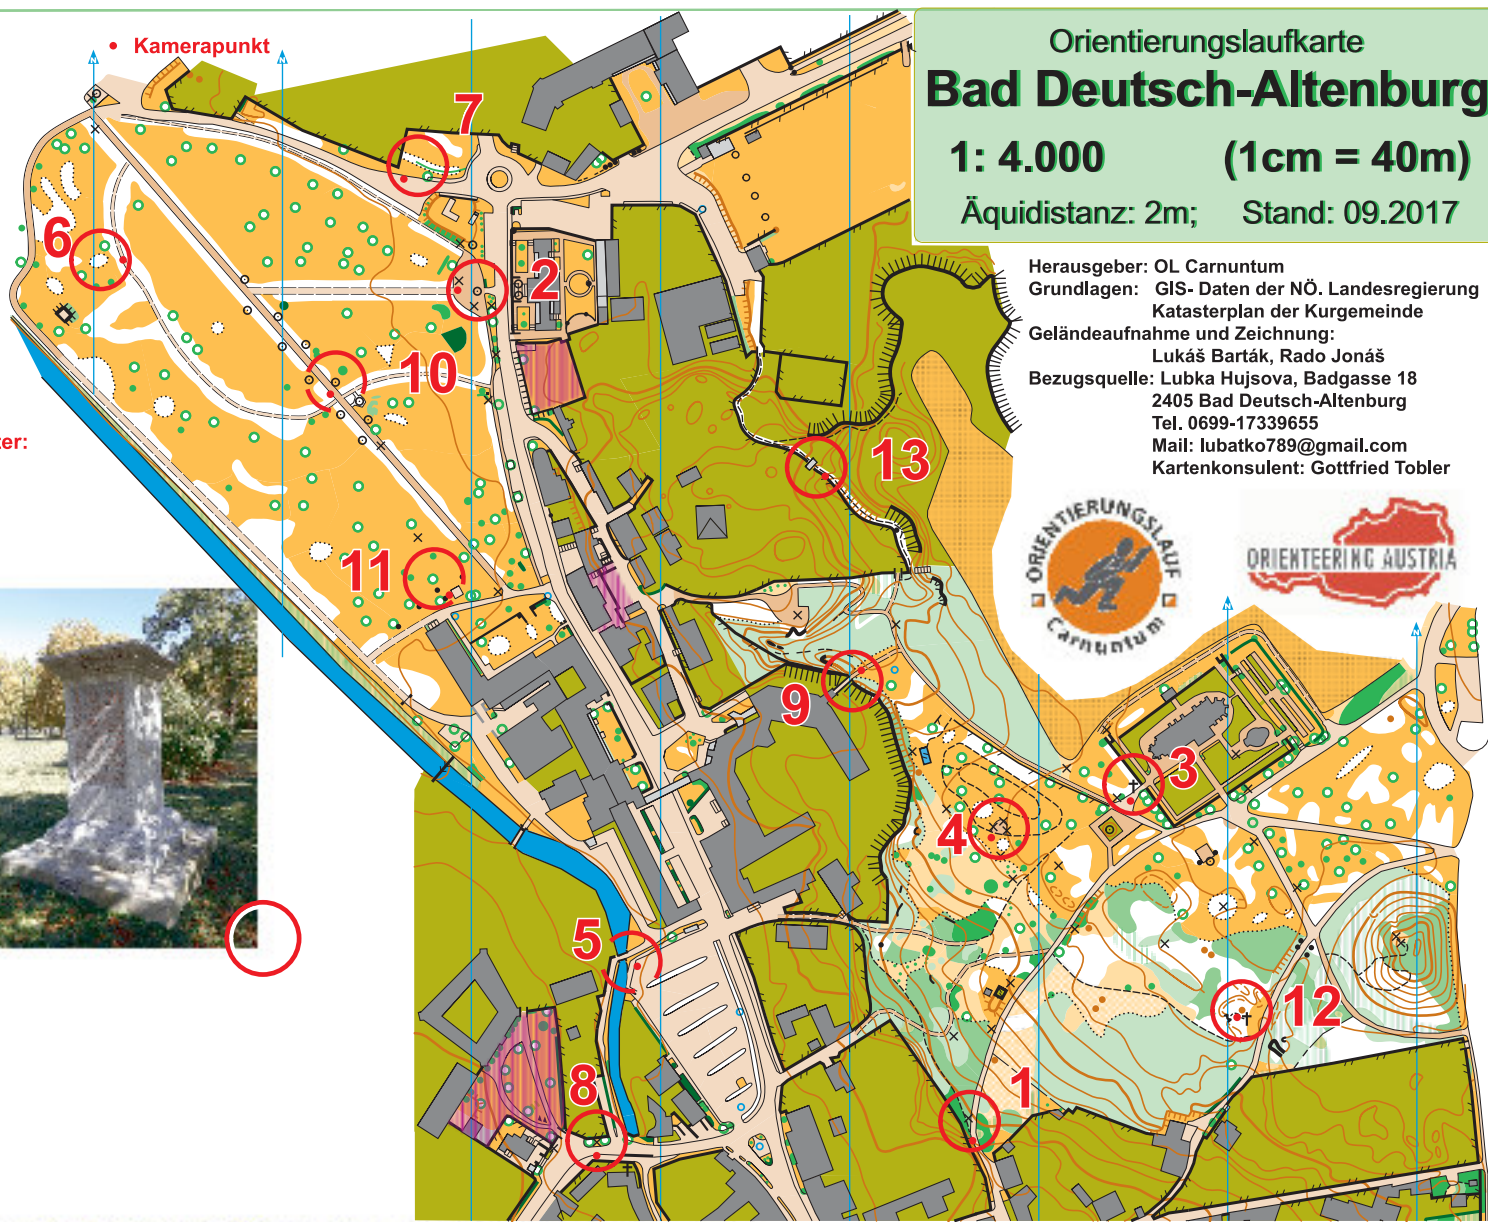 Kamerapunkt
Orientierungslaufkarte
Bad Deutsch-Altenburg
1: 4.000 (1cm = 40m)
Äquidistanz: 2m; Stand: 09.2017
Herausgeber: OL Carnuntum
Grundlagen: GIS- Daten der NÖ. Landesregierung
Katasterplan der Kurgemeinde
Geländeaufnahme und Zeichnung:
Lukáš Barták, Rado Jonáš
Bezugsquelle: Lubka Hujsova, Badgasse 18
2405 Bad Deutsch-Altenburg
Tel. 0699-17339655
Mail: lubatko789@gmail.com
Kartenkonsulent: Gottfried Tobler
ORIENTIERUNGSLAUF
Carnuntum
ORIENTEERING AUSTRIA
7
6
2
10
ter:
13
11
9
3
4
5
12
8
1